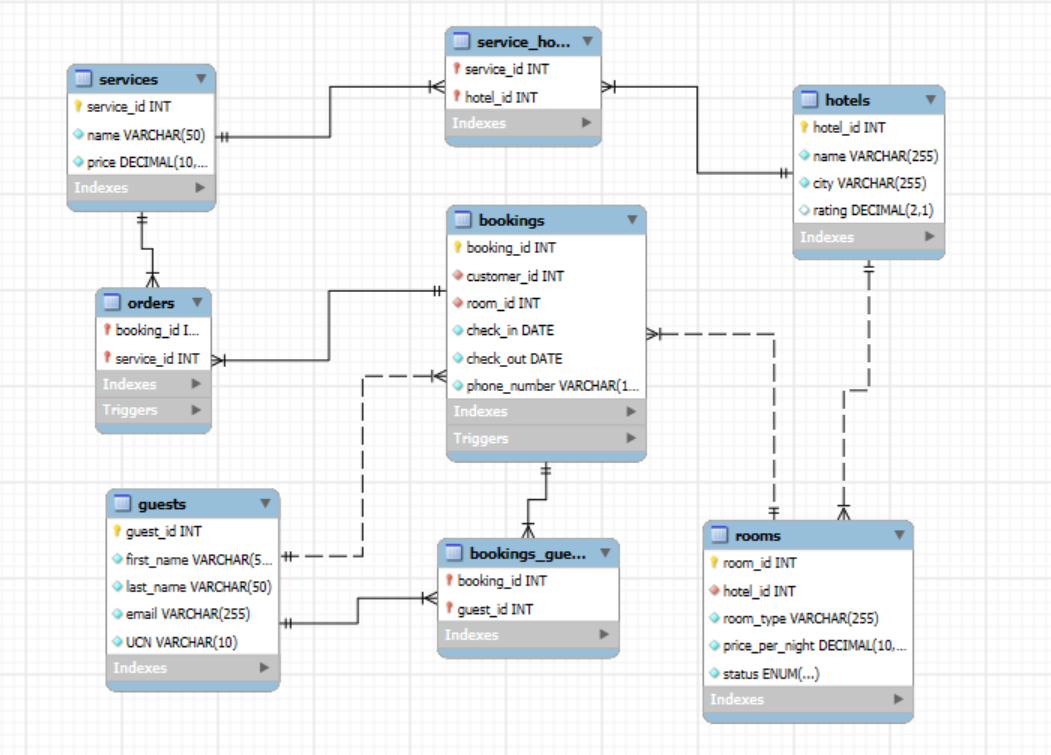 service_ho...
service_id INT
hotel_id INT
Indexes
services
service_id INT
name VARCHAR(50)
price DECIMAL(10,...
Indexes
hotels
hotel_id INT
name VARCHAR(255)
city VARCHAR(255)
rating DECIMAL(2,1)
Indexes
bookings
booking_id INT
customer_id INT
room_id INT
check_in DATE
check_out DATE
phone_number VARCHAR(1...
Indexes
Triggers
orders
booking_id I...
service_id INT
Indexes
Triggers
guests
guest_id INT
first_name VARCHAR(5...
last_name VARCHAR(50)
email VARCHAR(255)
UCN VARCHAR(10)
Indexes
bookings_gue...
booking_id INT
guest_id INT
Indexes
rooms
room_id INT
hotel_id INT
room_type VARCHAR(255)
price_per_night DECIMAL(10,...
status ENUM(...)
Indexes